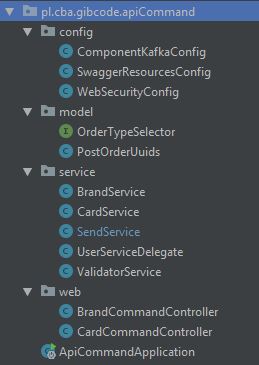 pl.cba.gibcode.apiCommand
config
ComponentKafkaConfig
SwaggerResourcesConfig
WebSecurityConfig
model
OrderTypeSelector
PostOrderUuids
service
BrandService
CardService
SendService
UserServiceDelegate
ValidatorService
web
BrandCommandController
CardCommandController
ApiCommandApplication